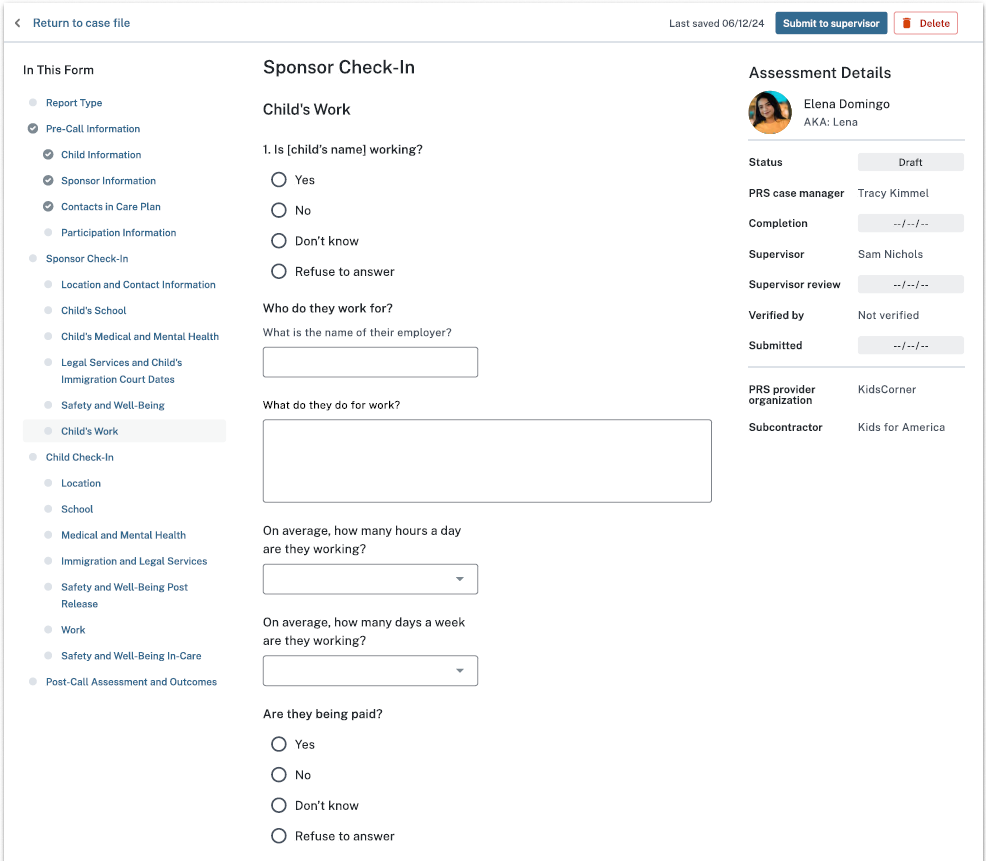 Return to case file
Last saved 06/12/24
Submit to supervisor
Delete
In This Form
Report Type
Pre-Call Information
Child Information
Sponsor Information
Contacts in Care Plan
Participation Information
Sponsor Check-In
Location and Contact Information
Child's School
Child's Medical and Mental Health
Legal Services and Child's
Immigration Court Dates
Safety and Well-Being
Child's Work
Child Check-In
Location
School
Medical and Mental Health
Immigration and Legal Services
Safety and Well-Being Post
Release
Work
Safety and Well-Being In-Care
Post-Call Assessment and Outcomes
Sponsor Check-In
Child's Work
1. Is [child's name] working?
Yes
No
Don't know
Refuse to answer
Who do they work for?
What is the name of their employer?
What do they do for work?
On average, how many hours a day
are they working?
On average, how many days a week
are they working?
Are they being paid?
Yes
No
Don't know
Refuse to answer
Assessment Details
Elena Domingo
AKA: Lena
Status Draft
PRS case manager Tracy Kimmel
Completion --/--/--
Supervisor Sam Nichols
Supervisor review --/--/--
Verified by Not verified
Submitted --/--/--
PRS provider KidsCorner
organization
Subcontractor Kids for America